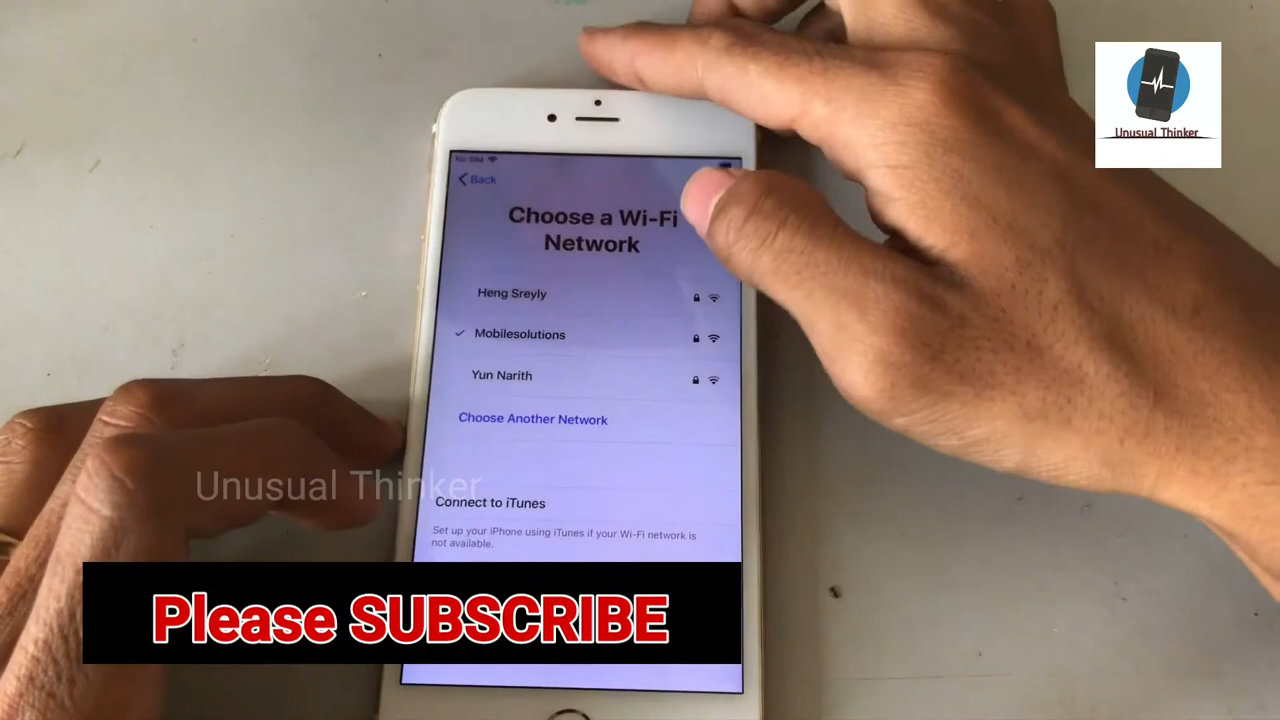 No SIM
Back
Choose a Wi-Fi
Network
Heng Sreyly
Mobilesolutions
Yun Narith
Choose Another Network
Connect to iTunes
Set up your iPhone using iTunes if your Wi-Fi network is
not available.
Unusual Thinker
Unusual Thinker
Please SUBSCRIBE